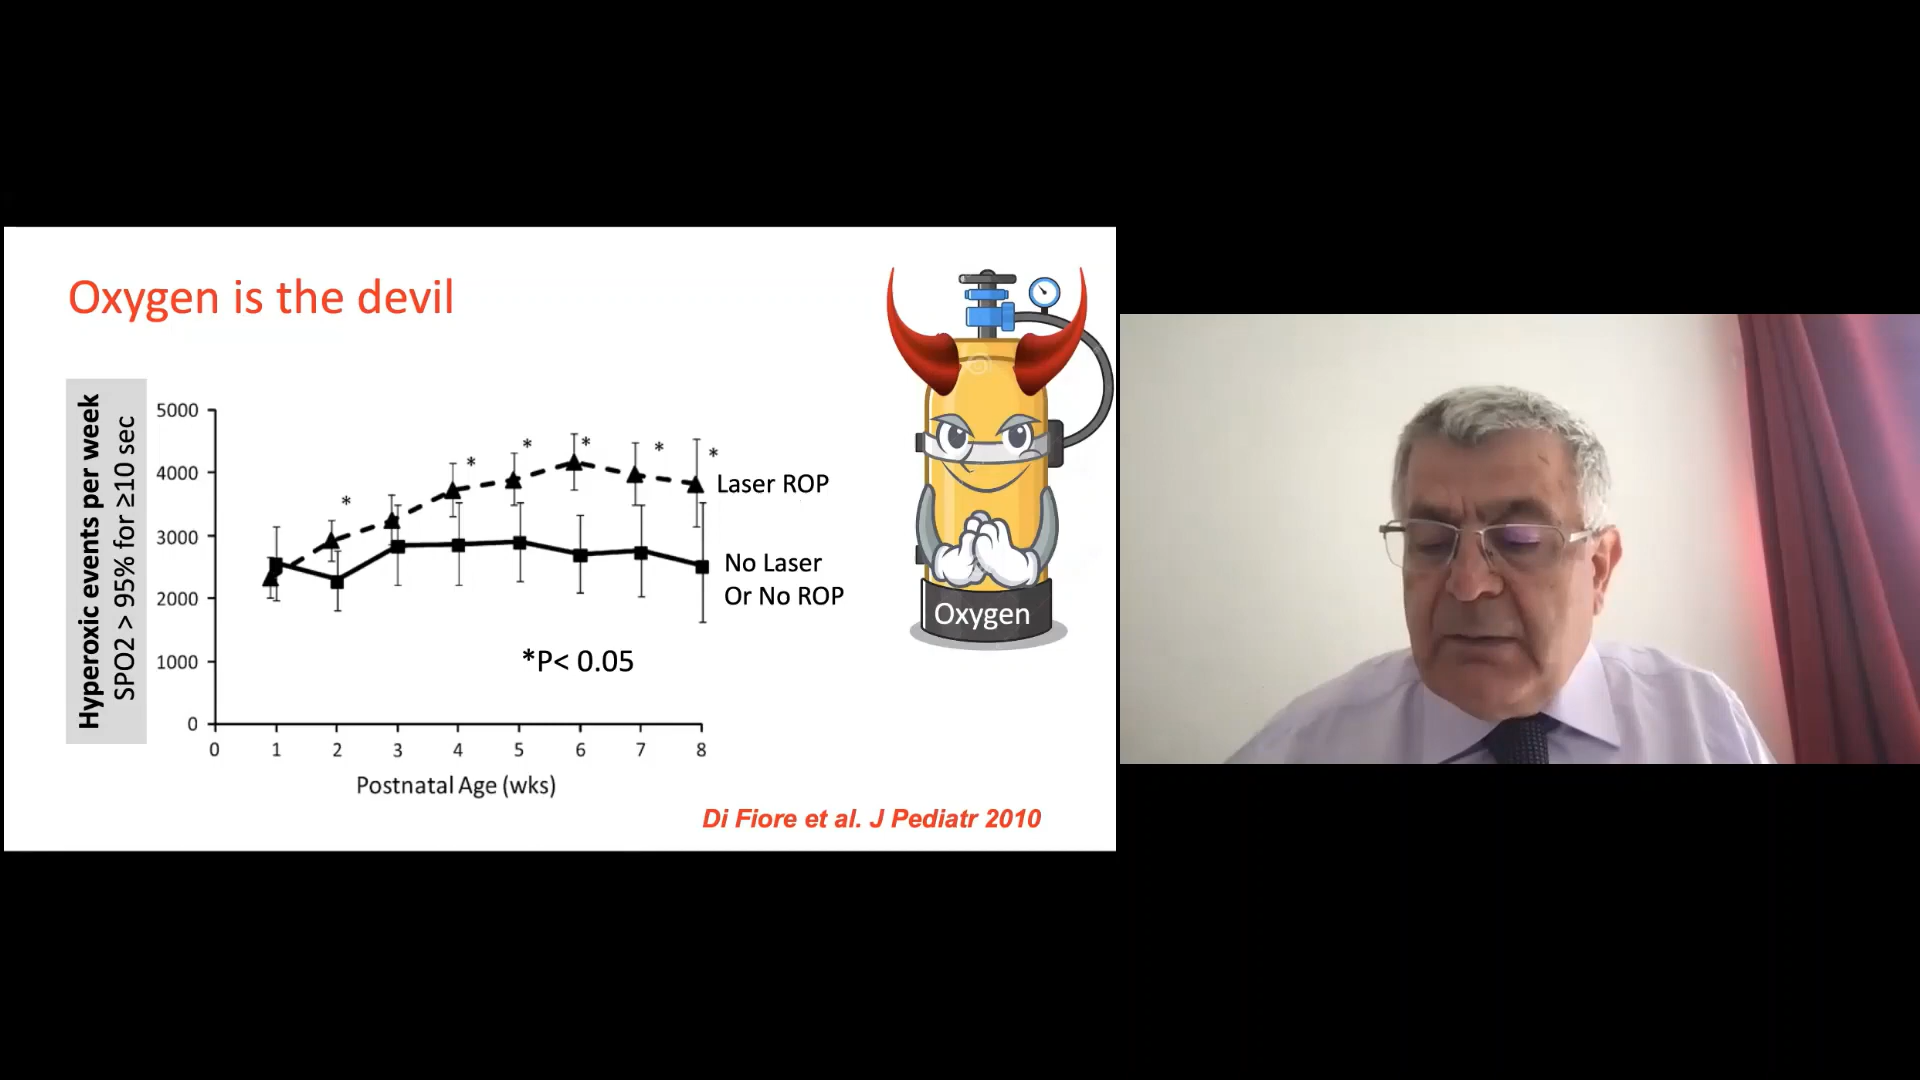 Oxygen is the devil
Hyperoxic events per week
SPO2 > 95% for ≥10 sec
5000
4000
3000
2000
1000
0
0 1 2 3 4 5 6 7 8
Postnatal Age (wks)
* * * * * *
Laser ROP
No Laser
Or No ROP
*P< 0.05
Oxygen
Di Fiore et al. J Pediatr 2010